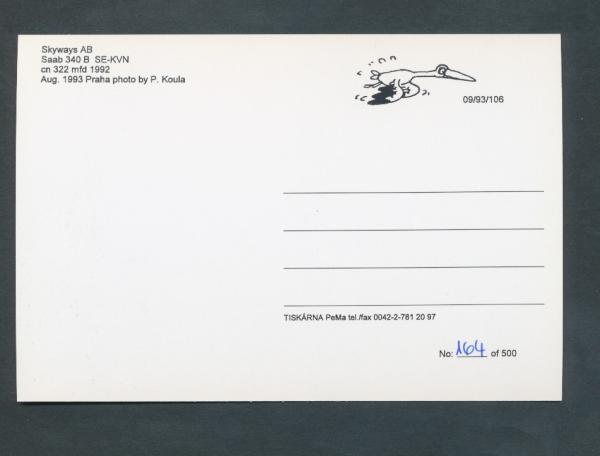 Skyways AB
Saab 340 B SE-KVN
cn 322 mfd 1992
Aug. 1993 Praha photo by P. Koula
09/93/106
TISKÁRNA PeMa tel./fax 0042-2-781 20 97
No: 164 of 500